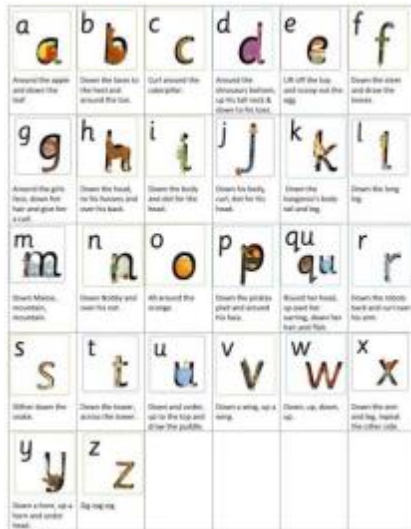 a b c d e f
Around the apple
and down the
leaf.
Down the laces to
the heel and
around the toe.
Curl around the
caterpillar.
Around the
dinosaurs bottom,
up his tall neck &
down to his toes.
Lift off the top
and scoop out the
egg.
Down the stem
and draw the
leaves.
g h i j k l
Around the girls
face, down her
hair and give her
a curl.
Down the head,
to his hooves and
over his back.
Down the body
and dot for the
head.
Down his body,
curl, dot for his
head.
Down the
kangaroo's body
tail and leg.
Down the long
leg.
m n o p qu r
Down Maisie,
mountain,
mountain.
Down Nobby and
over his net.
All around the
orange.
Down the pirates
plait and around
his face.
Round her head,
up past her
earring, down her
hair and flick.
Down the robots
back and curl over
his arm.
s t u v w x
Slither down the
snake.
Down the tower,
across the tower.
Down and under,
up to the top and
draw the puddle.
Down a wing, up a
wing.
Down, up, down,
up.
Down the arm
and leg, repeat
the other side.
y z
Down a horn, up a
horn and under
head.
Zig-zag-zig.